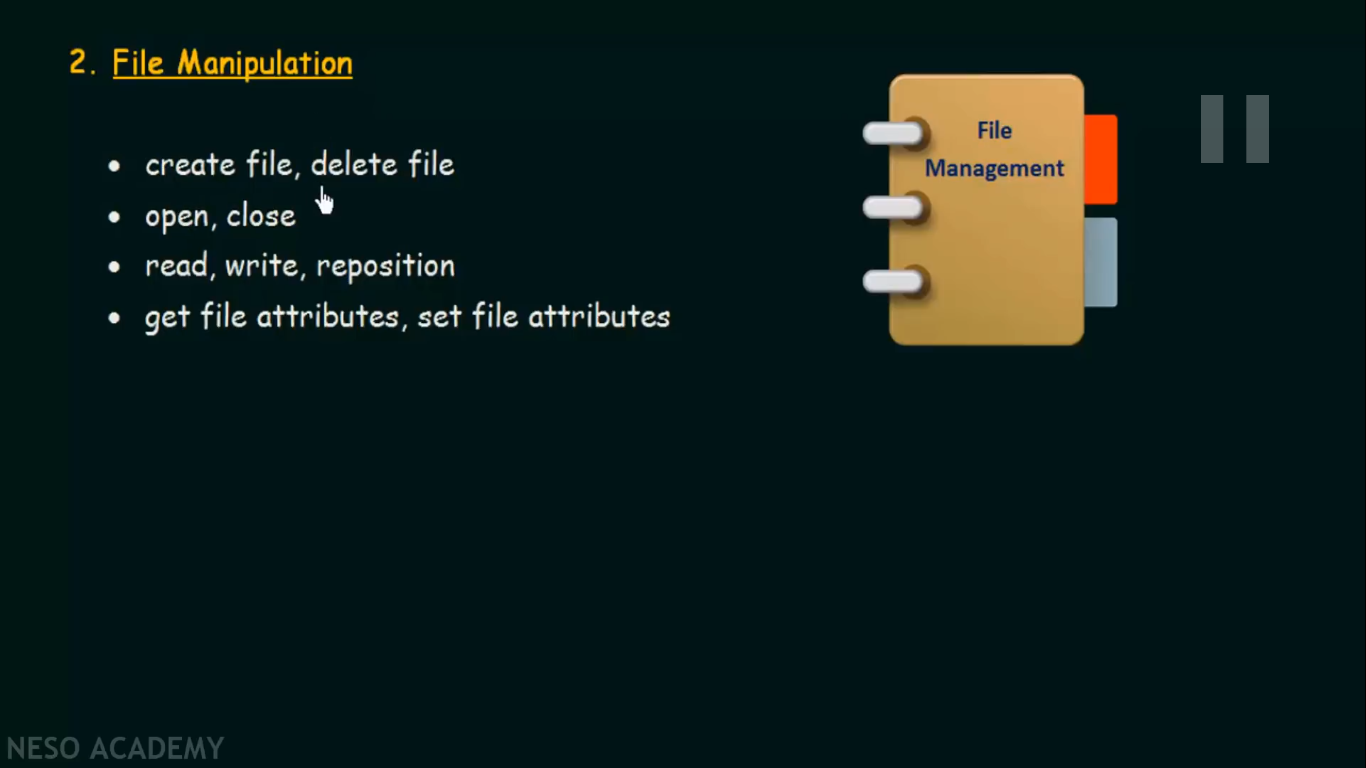 2. File Manipulation
• create file, delete file
• open, close
• read, write, reposition
• get file attributes, set file attributes
File
Management
NESO ACADEMY